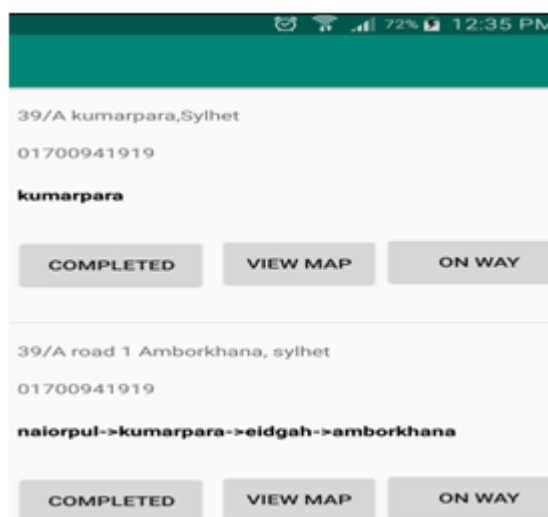 72% 12:35 PM
39/A kumarpara,Sylhet
01700941919
kumarpara
COMPLETED VIEW MAP ON WAY
39/A road 1 Amborkhana, sylhet
01700941919
naiorpul->kumarpara->eidgah->amborkhana
COMPLETED VIEW MAP ON WAY